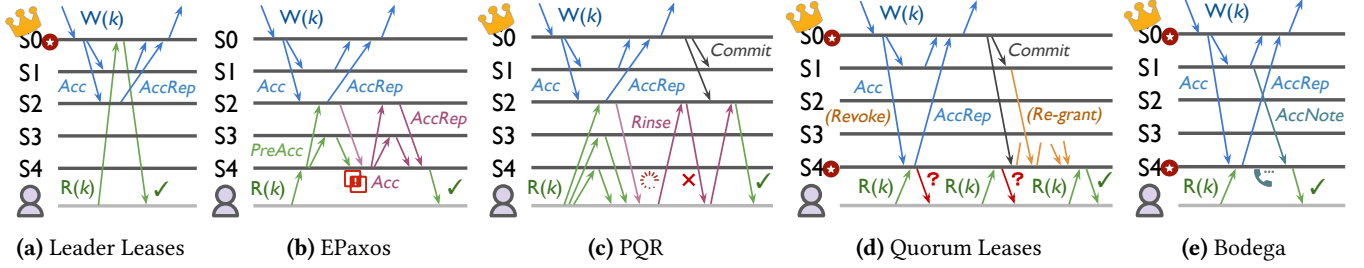 W(k)
S0
S1
Acc
AccRep
S2
S3
S4
R(k)
✓
(a) Leader Leases
W(k)
S0
S1
Acc
AccRep
S2
AccRep
S3
PreAcc
S4
Acc
R(k)
✓
(b) EPaxos
W(k)
S0
Commit
S1
Acc
AccRep
S2
Rinse
S3
S4
R(k)
✓
(c) PQR
W(k)
S0
Commit
S1
Acc
S2
(Revoke)
AccRep
(Re-grant)
S3
S4
R(k)
?
R(k)
?
R(k)
✓
(d) Quorum Leases
W(k)
S0
S1
Acc
AccRep
S2
AccNote
S3
S4
R(k)
✓
(e) Bodega